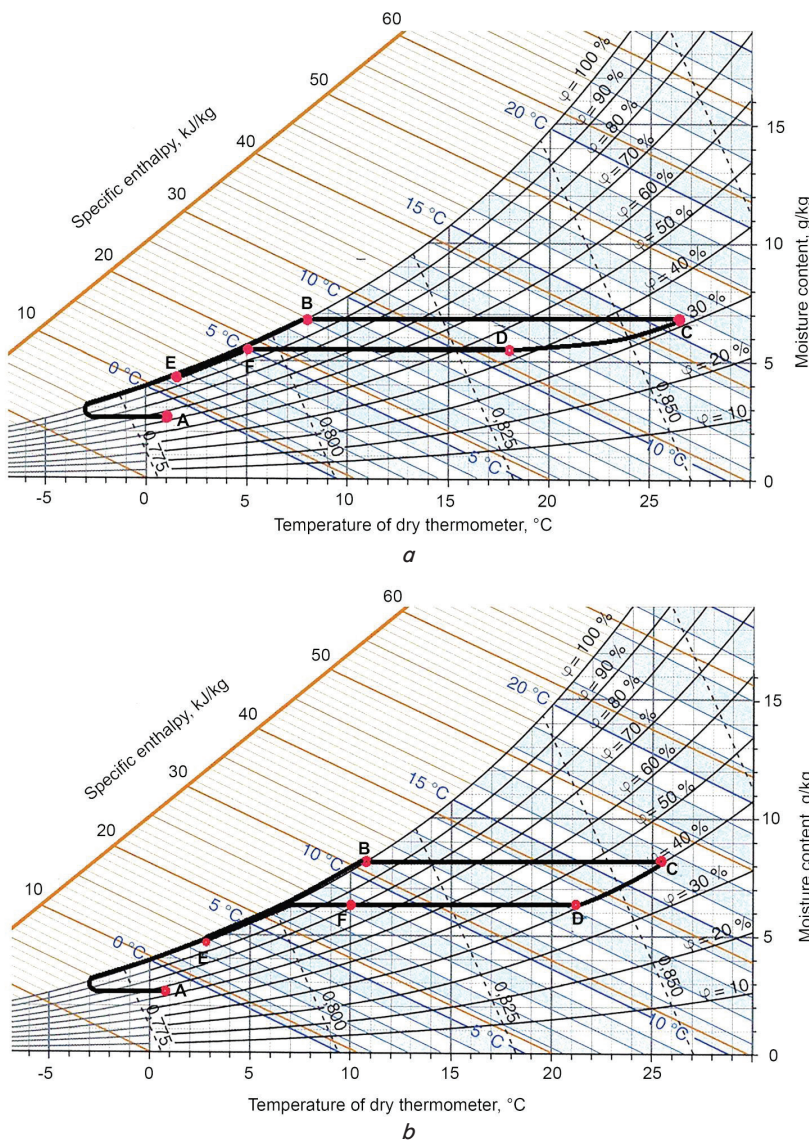 60
50
40
30
20
10
Specific enthalpy, kJ/kg
φ = 100 %
φ = 90 %
φ = 80 %
φ = 70 %
φ = 60 %
φ = 50 %
φ = 40 %
30 %
φ = 20 %
φ = 10
20 °C
15 °C
10 °C
5 °C
0 °C
B
C
E
F
D
A
0,775
0,800
0,825
0,850
5 °C
10 °C
15
10
5
0
Moisture content, g/kg
-5
0
5
10
15
20
25
Temperature of dry thermometer, °C
a
60
50
40
30
20
10
Specific enthalpy, kJ/kg
φ = 100 %
φ = 90 %
φ = 80 %
φ = 70 %
φ = 60 %
φ = 50 %
= 40 %
φ = 30 %
φ = 20 %
φ = 10
20 °C
15 °C
10 °C
5 °C
0 °C
B
C
F
D
E
A
0,775
0,800
0,825
0,850
5 °C
10 °C
15
10
5
0
Moisture content, g/kg
-5
0
5
10
15
20
25
Temperature of dry thermometer, °C
b